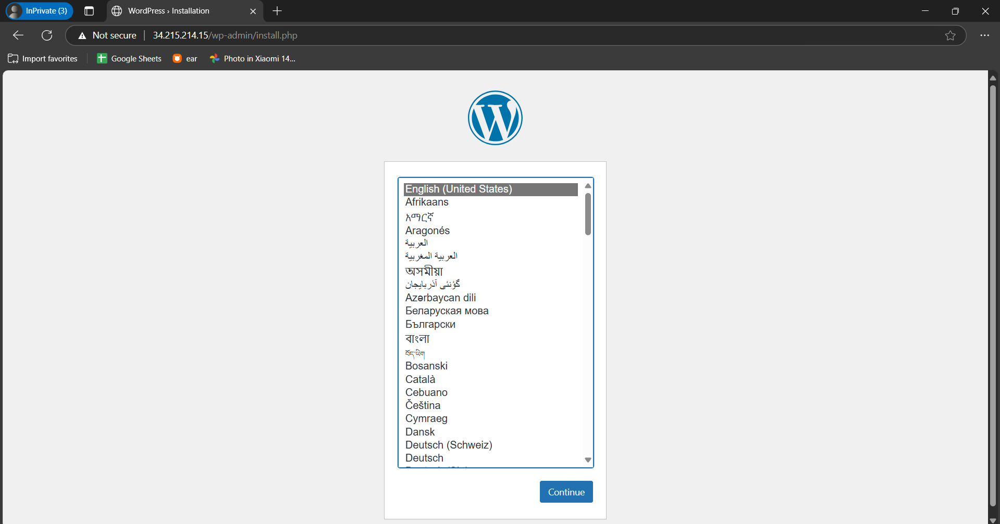 InPrivate (3)
WordPress › Installation
Not secure
34.215.214.15/wp-admin/install.php
Import favorites
Google Sheets
ear
Photo in Xiaomi 14...
English (United States)
Afrikaans
አማርኛ
Aragonés
العربية
العربية المغربية
অসমীয়া
گؤنئی آذربایجان
Azərbaycan dili
Беларуская мова
Български
বাংলা
བོད་ཡིག
Bosanski
Català
Cebuano
Čeština
Cymraeg
Dansk
Deutsch (Schweiz)
Deutsch
Continue